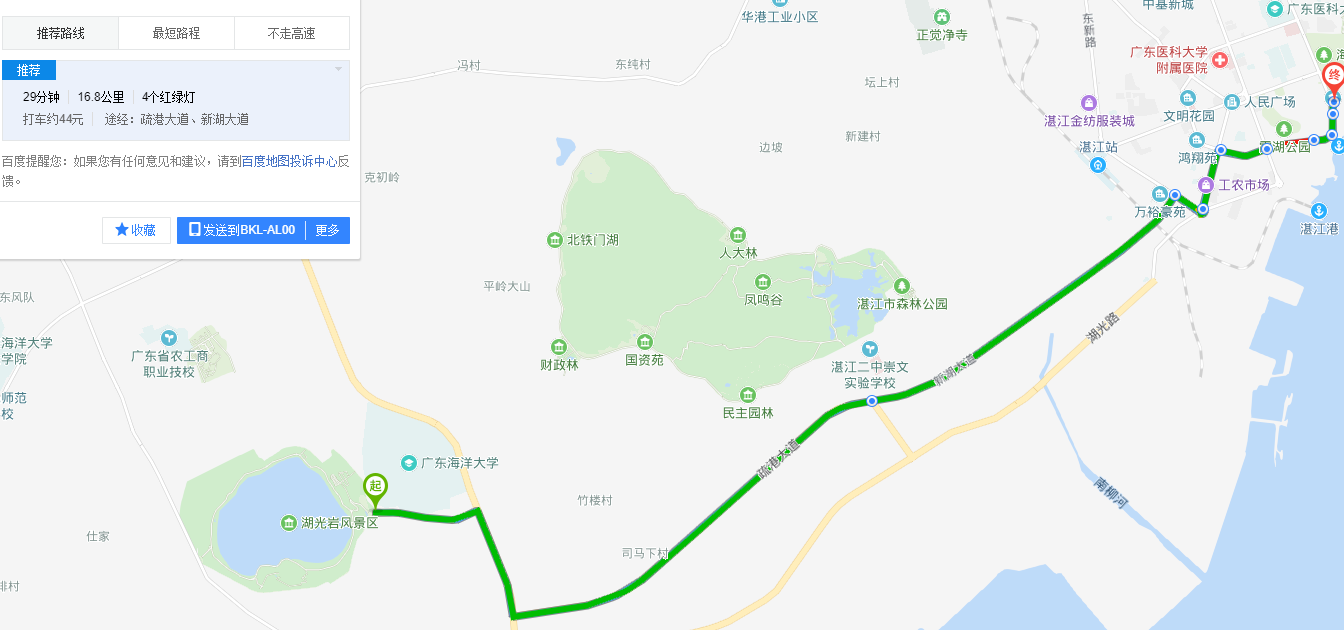 推荐路线
最短路程
不走高速
推荐
29分钟
16.8公里
4个红绿灯
打车约44元
途经：疏港大道、新湖大道
百度提醒您：如果您有任何意见和建议，请到百度地图投诉中心反
馈。
收藏
发送到BKL-AL00
更多
华港工业小区
正觉净寺
东新路
中基新城
广东医科大
广东医科大学
附属医院
海
终
冯村
东纯村
坛上村
湛江金纺服装城
文明花园
人民广场
新建村
边坡
湛江站
鸿翔苑
公园
克初岭
工农市场
万裕豪苑
湛江港
北铁门湖
人大林
平岭大山
凤鸣谷
湛江市森林公园
东风队
海洋大学
学院
广东省农工商
职业技校
财政林
国资苑
湛江二中崇文
实验学校
新湖大道
湖光路
师范
校
民主园林
疏港大道
广东海洋大学
起
湖光岩风景区
竹楼村
南柳河
仕家
司马下村
排村